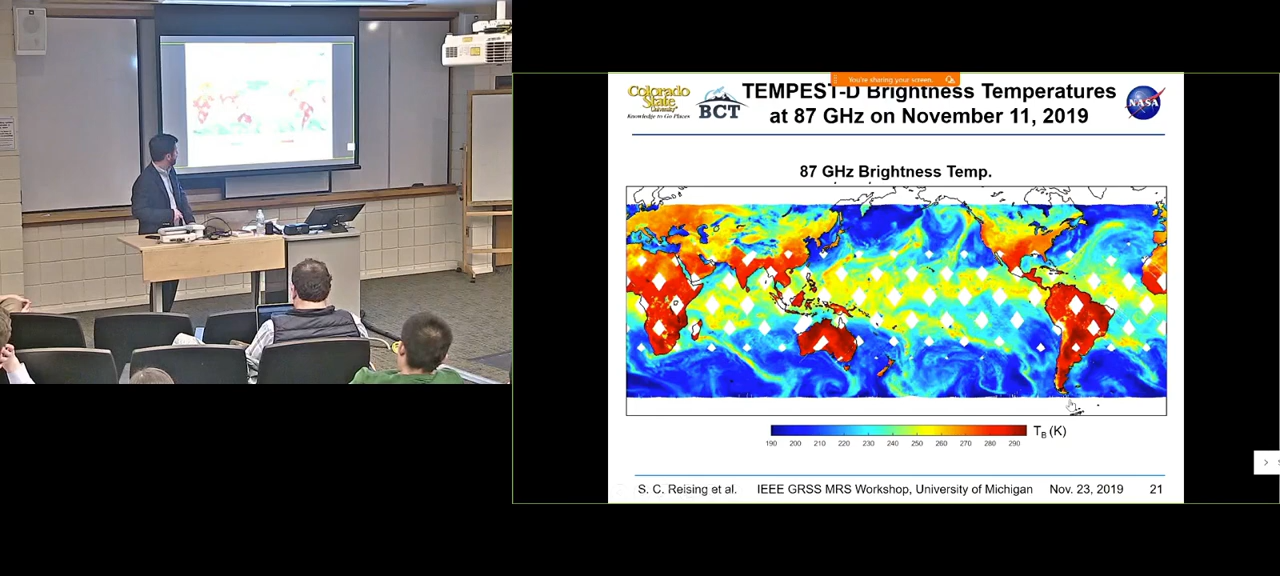 You're sharing your screen.
Colorado
State
University
Knowledge to Go Places
BCT
TEMPEST-D Brightness Temperatures
at 87 GHz on November 11, 2019
NASA
87 GHz Brightness Temp.
190 200 210 220 230 240 250 260 270 280 290
TB (K)
S. C. Reising et al. IEEE GRSS MRS Workshop, University of Michigan Nov. 23, 2019 21